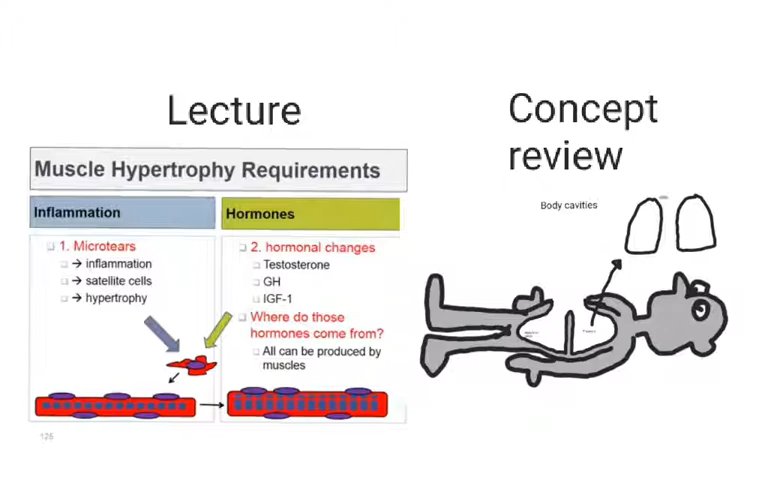 Lecture
Muscle Hypertrophy Requirements
Inflammation
Hormones
1. Microtears
→ inflammation
→ satellite cells
→ hypertrophy
2. hormonal changes
Testosterone
GH
IGF-1
Where do those
hormones come from?
All can be produced by
muscles
126
Concept
review
Body cavities